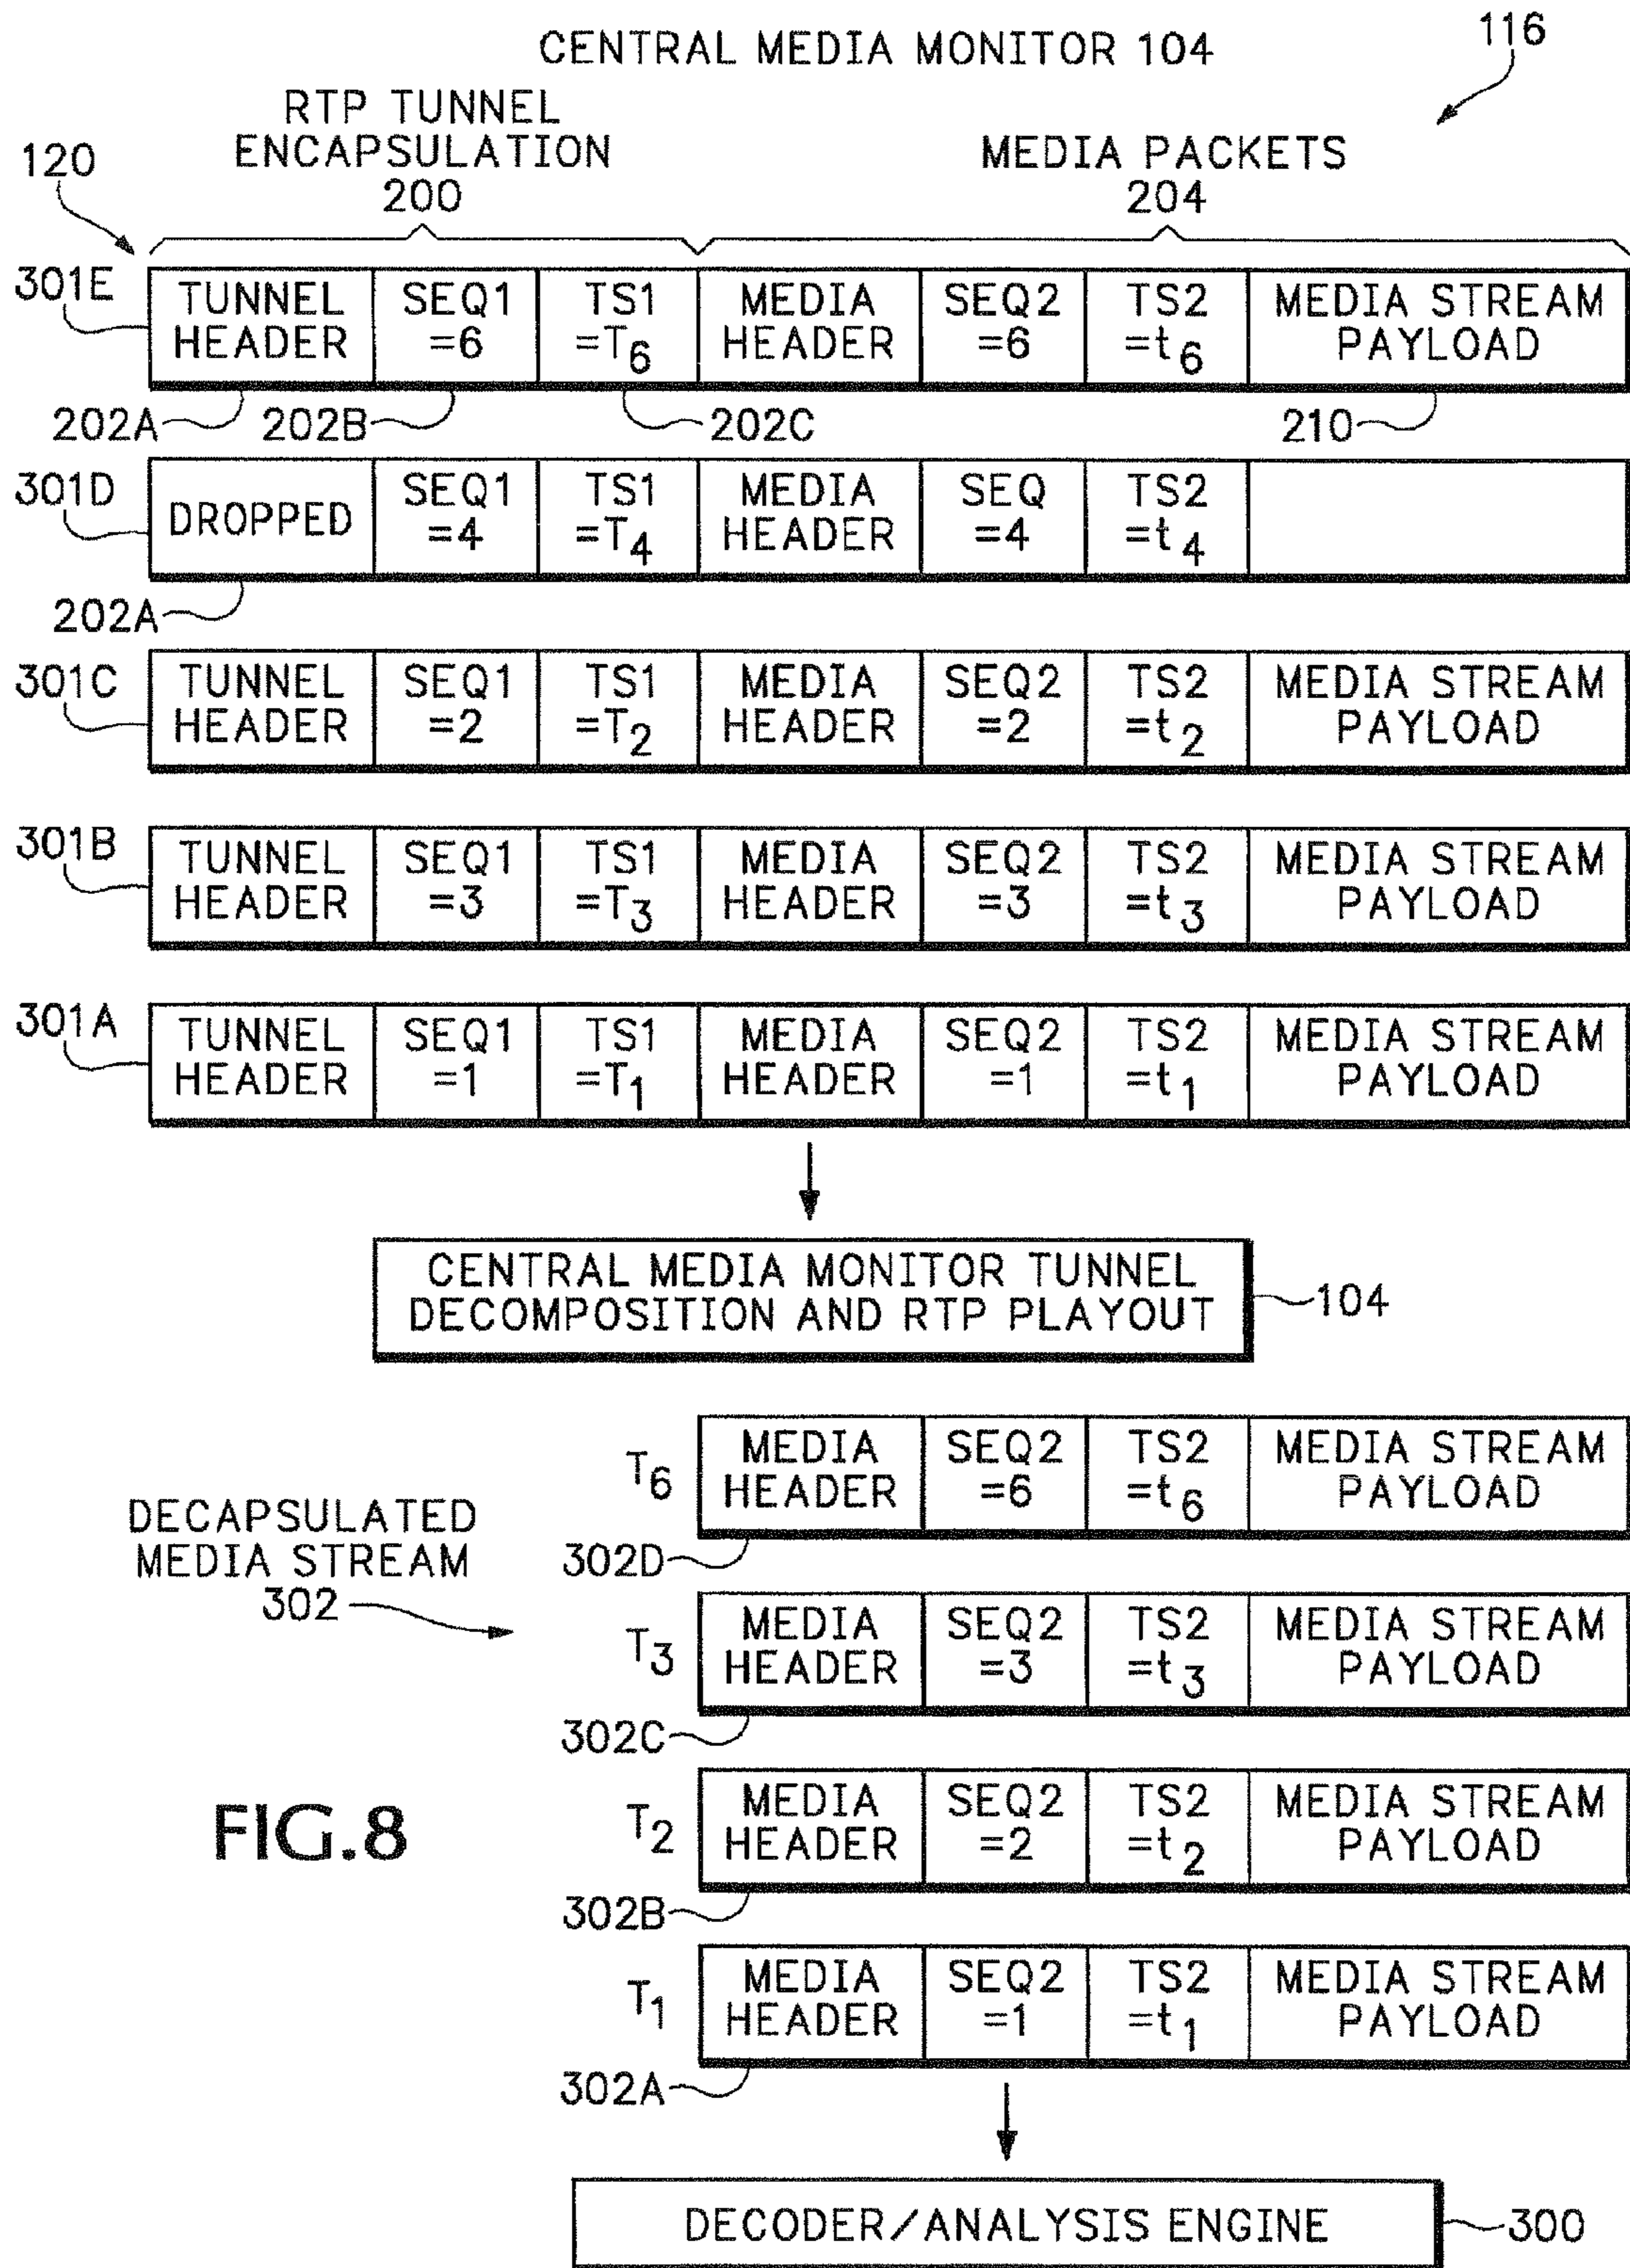 CENTRAL MEDIA MONITOR 104
116
RTP TUNNEL
ENCAPSULATION
200
MEDIA PACKETS
204
120
301E
TUNNEL
HEADER
SEQ1
=6
TS1
=T6
MEDIA
HEADER
SEQ2
=6
TS2
=t6
MEDIA STREAM
PAYLOAD
202A
202B
202C
210
301D
DROPPED
SEQ1
=4
TS1
=T4
MEDIA
HEADER
SEQ
=4
TS2
=t4
202A
301C
TUNNEL
HEADER
SEQ1
=2
TS1
=T2
MEDIA
HEADER
SEQ2
=2
TS2
=t2
MEDIA STREAM
PAYLOAD
301B
TUNNEL
HEADER
SEQ1
=3
TS1
=T3
MEDIA
HEADER
SEQ2
=3
TS2
=t3
MEDIA STREAM
PAYLOAD
301A
TUNNEL
HEADER
SEQ1
=1
TS1
=T1
MEDIA
HEADER
SEQ2
=1
TS2
=t1
MEDIA STREAM
PAYLOAD
CENTRAL MEDIA MONITOR TUNNEL
DECOMPOSITION AND RTP PLAYOUT
104
DECAPSULATED
MEDIA STREAM
302
T6
MEDIA
HEADER
SEQ2
=6
TS2
=t6
MEDIA STREAM
PAYLOAD
302D
T3
MEDIA
HEADER
SEQ2
=3
TS2
=t3
MEDIA STREAM
PAYLOAD
302C
T2
MEDIA
HEADER
SEQ2
=2
TS2
=t2
MEDIA STREAM
PAYLOAD
302B
T1
MEDIA
HEADER
SEQ2
=1
TS2
=t1
MEDIA STREAM
PAYLOAD
302A
FIG.8
DECODER/ANALYSIS ENGINE
300